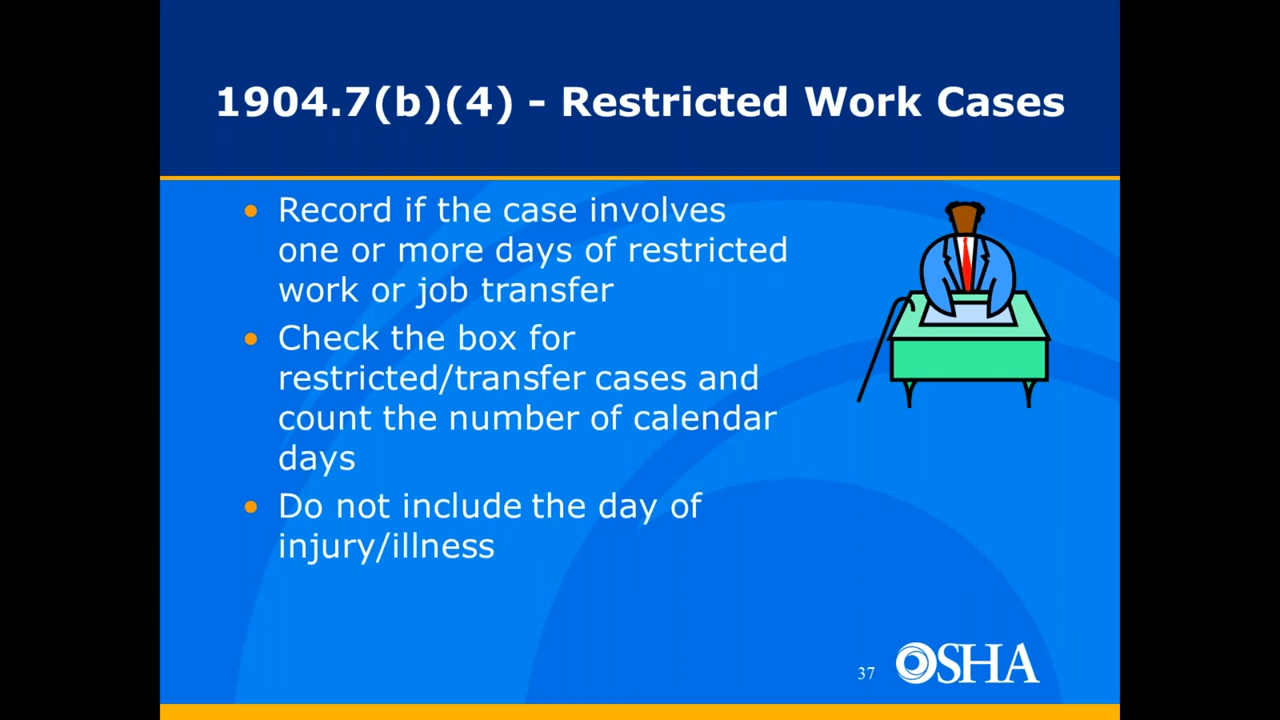 1904.7(b)(4) - Restricted Work Cases
• Record if the case involves
one or more days of restricted
work or job transfer
• Check the box for
restricted/transfer cases and
count the number of calendar
days
• Do not include the day of
injury/illness
37
OSHA